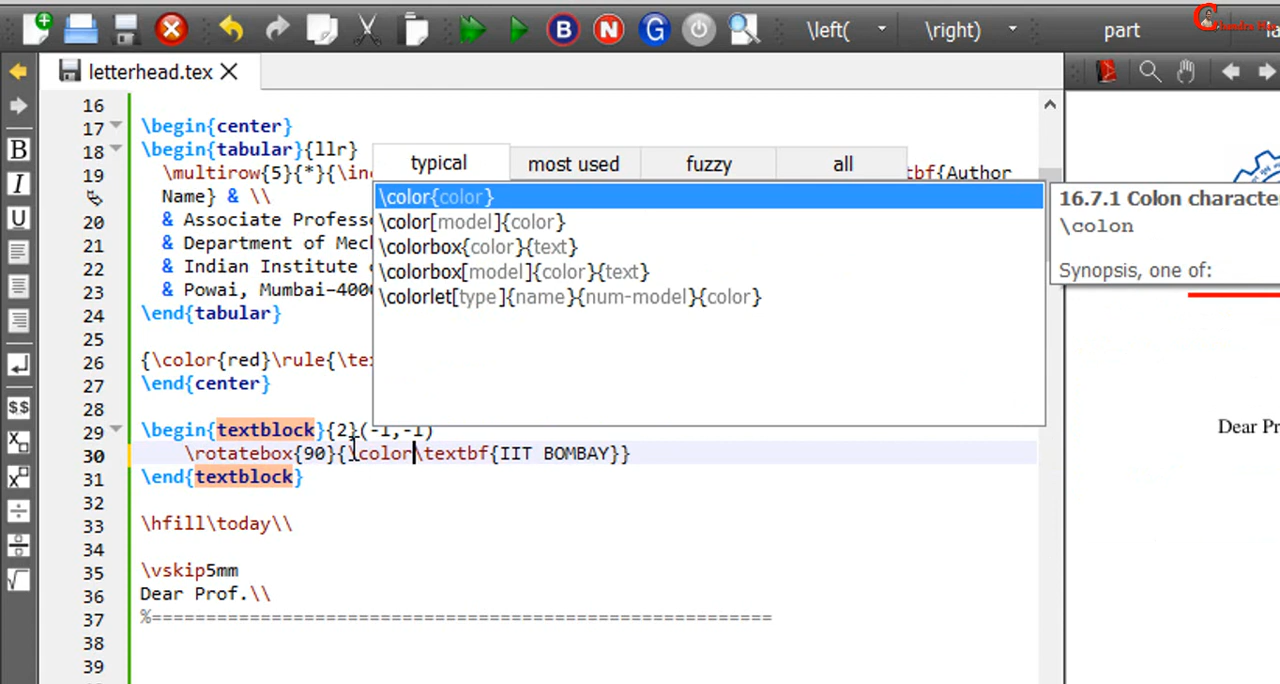 \left( \right) part
letterhead.tex
16
17 \begin{center}
18 \begin{tabular}{llr}
19 \multirow{5}{*}{\in tbf{Author
Name} & \\
20 & Associate Profess
21 & Department of Mec
22 & Indian Institute
23 & Powai, Mumbai-4000
24 \end{tabular}
25
26 {\color{red}\rule{\te
27 \end{center}
28
29 \begin{textblock}{2}(-1,-1)
30 \rotatebox{90}{\color\textbf{IIT BOMBAY}}
31 \end{textblock}
32
33 \hfill\today\\
34
35 \vskip5mm
36 Dear Prof.\\
37
38
39
typical most used fuzzy all
\color{color}
\color[model]{color}
\colorbox{color}{text}
\colorbox[model]{color}{text}
\colorlet[type]{name}{num-model}{color}
16.7.1 Colon characte
\colon
Synopsis, one of:
Dear Pr